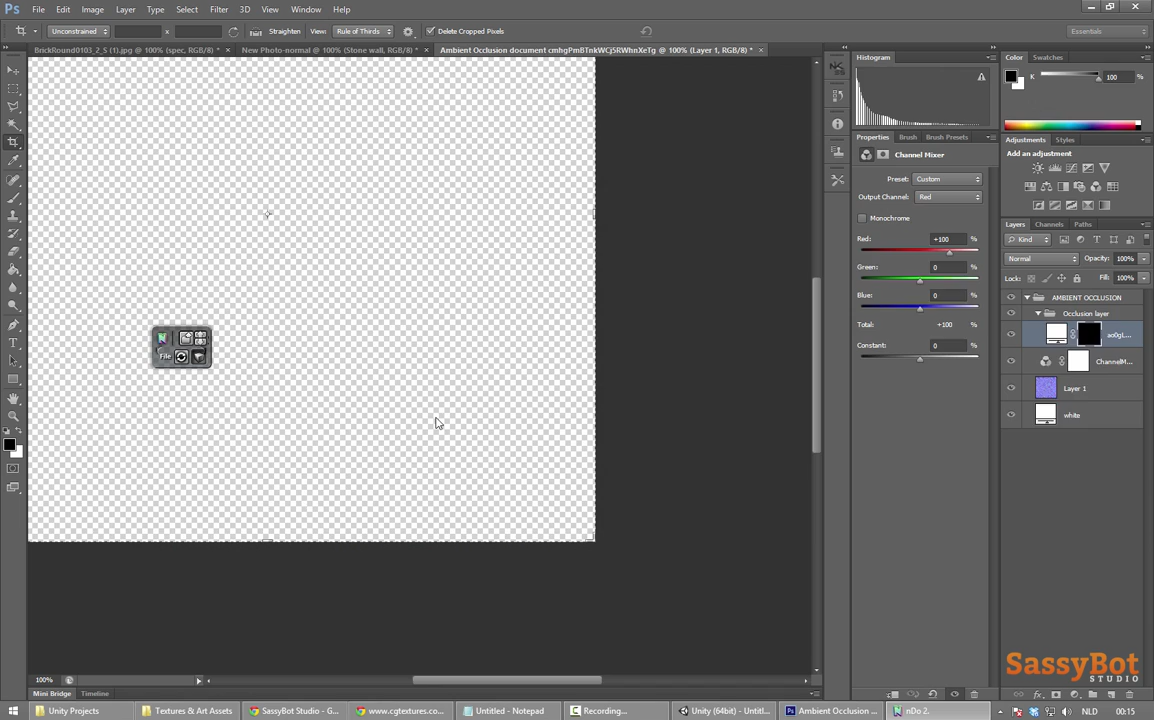 Ps File Edit Image Layer Type Select Filter 3D View Window Help
Unconstrained x Straighten View: Rule of Thirds Delete Cropped Pixels Essentials
BrickRound0103_2_S (1).jpg @ 100% (spec, RGB/8) * × New Photo-normal @ 100% (Stone wall, RGB/8) * × Ambient Occlusion document cmhgPmBTnkWCj5RWhnXeTg @ 100% (Layer 1, RGB/8) * ×
Histogram
Color Swatches
K 100 %
Properties Brush Brush Presets
Adjustments Styles
Channel Mixer
Add an adjustment
Preset: Custom
Output Channel: Red
Monochrome
Layers Channels Paths
Red: +100 %
Kind
Normal Opacity: 100%
Green: 0 %
Lock: Fill: 100%
Blue: 0 %
AMBIENT OCCLUSION
Occlusion layer
Total: +100 %
ao0gL...
Constant: 0 %
File
ChannelM...
Layer 1
white
SassyBot
STUDIO
100%
Mini Bridge Timeline
Unity Projects Textures & Art Assets SassyBot Studio - G... www.cgtextures.co... Untitled - Notepad Recording... Unity (64bit) - Untitl... Ambient Occlusion ... nDo 2. NLD 00:15